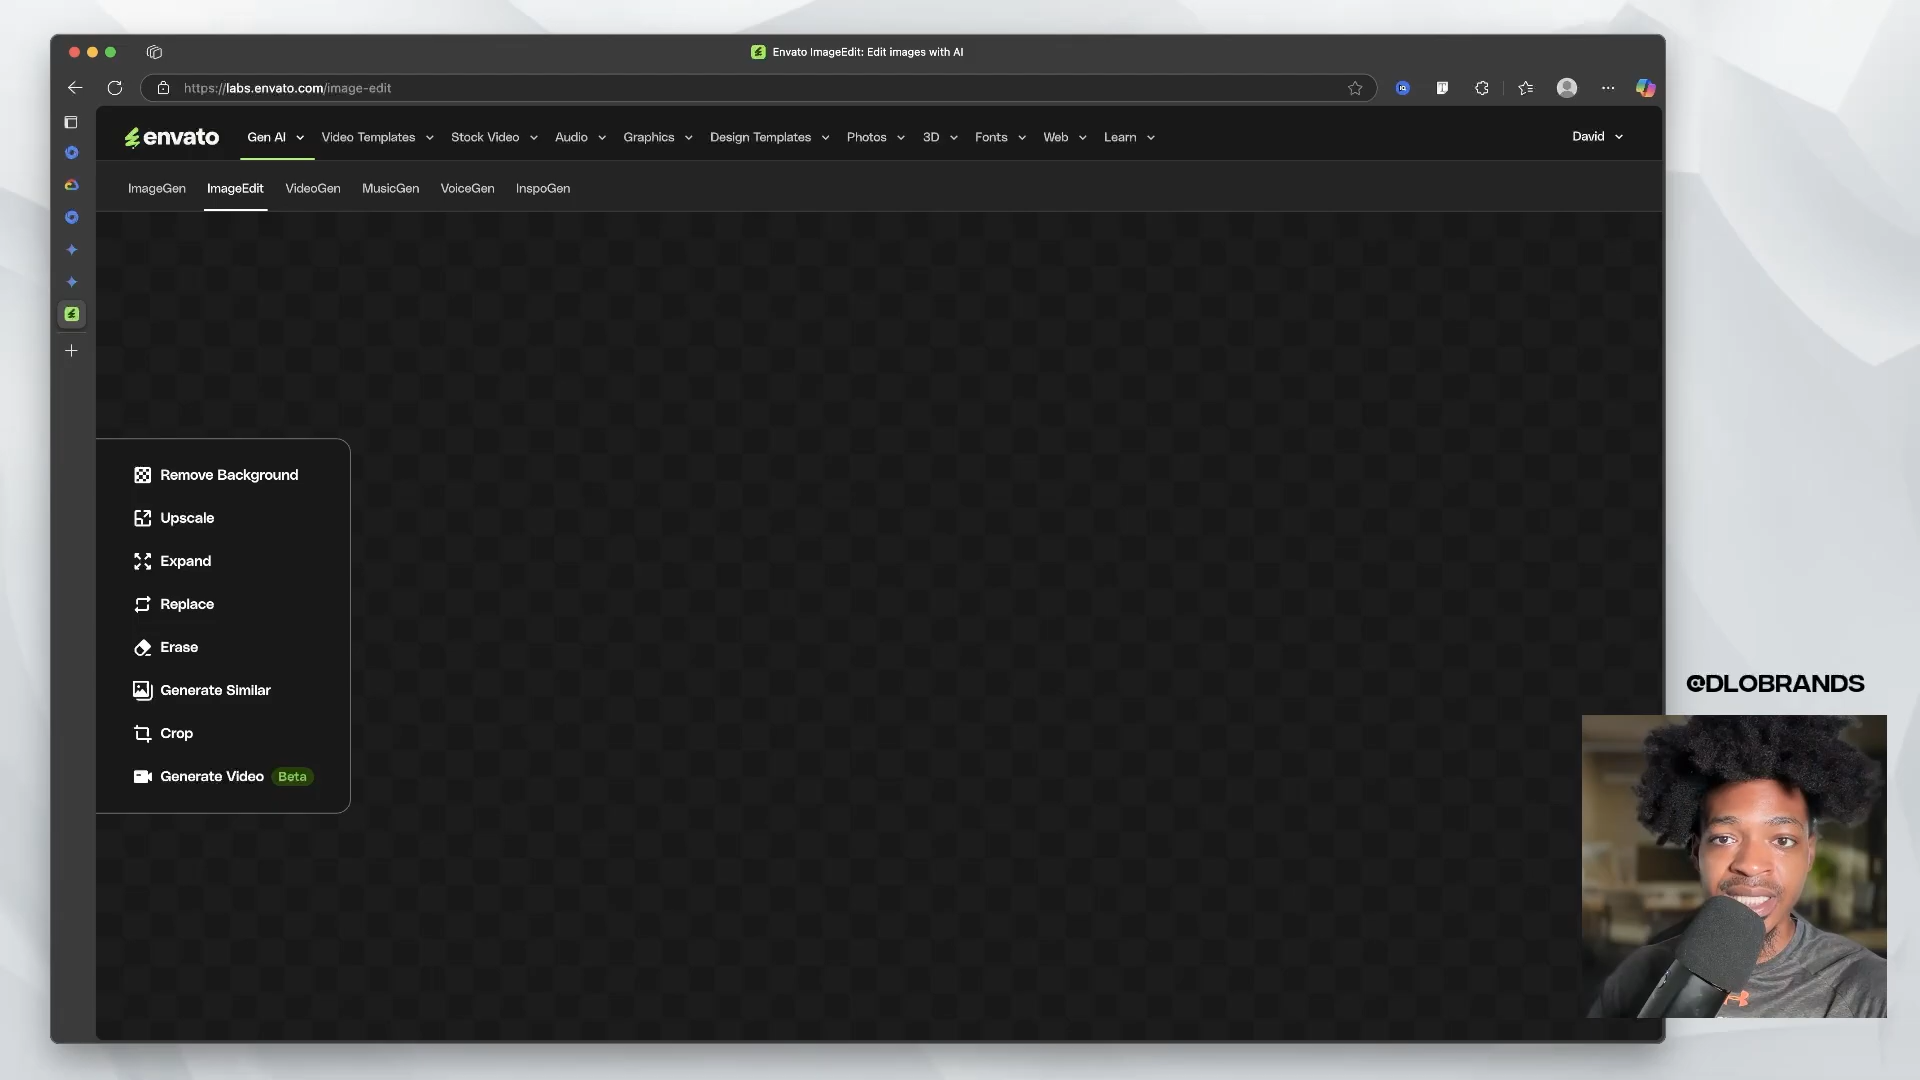 Envato ImageEdit: Edit images with AI
https://labs.envato.com/image-edit
envato Gen AI Video Templates Stock Video Audio Graphics Design Templates Photos 3D Fonts Web Learn David
ImageGen ImageEdit VideoGen MusicGen VoiceGen InspoGen
Remove Background
Upscale
Expand
Replace
Erase
Generate Similar
Crop
Generate Video Beta
@DLOBRANDS